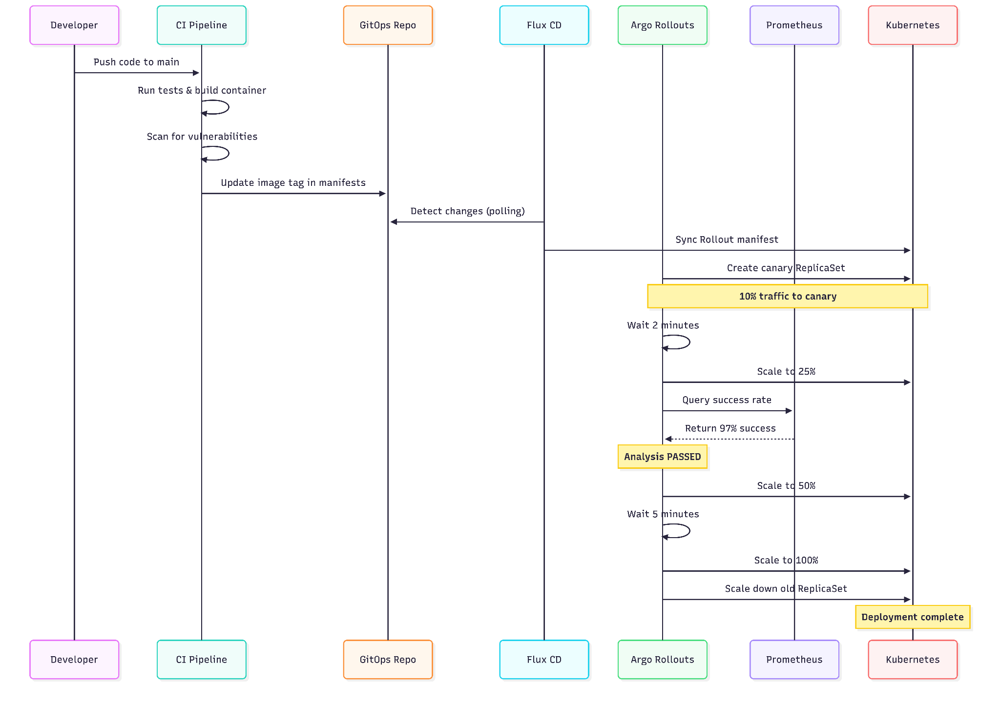 Developer
CI Pipeline
GitOps Repo
Flux CD
Argo Rollouts
Prometheus
Kubernetes
Push code to main
Run tests & build container
Scan for vulnerabilities
Update image tag in manifests
Detect changes (polling)
Sync Rollout manifest
Create canary ReplicaSet
10% traffic to canary
Wait 2 minutes
Scale to 25%
Query success rate
Return 97% success
Analysis PASSED
Scale to 50%
Wait 5 minutes
Scale to 100%
Scale down old ReplicaSet
Deployment complete
Developer
CI Pipeline
GitOps Repo
Flux CD
Argo Rollouts
Prometheus
Kubernetes